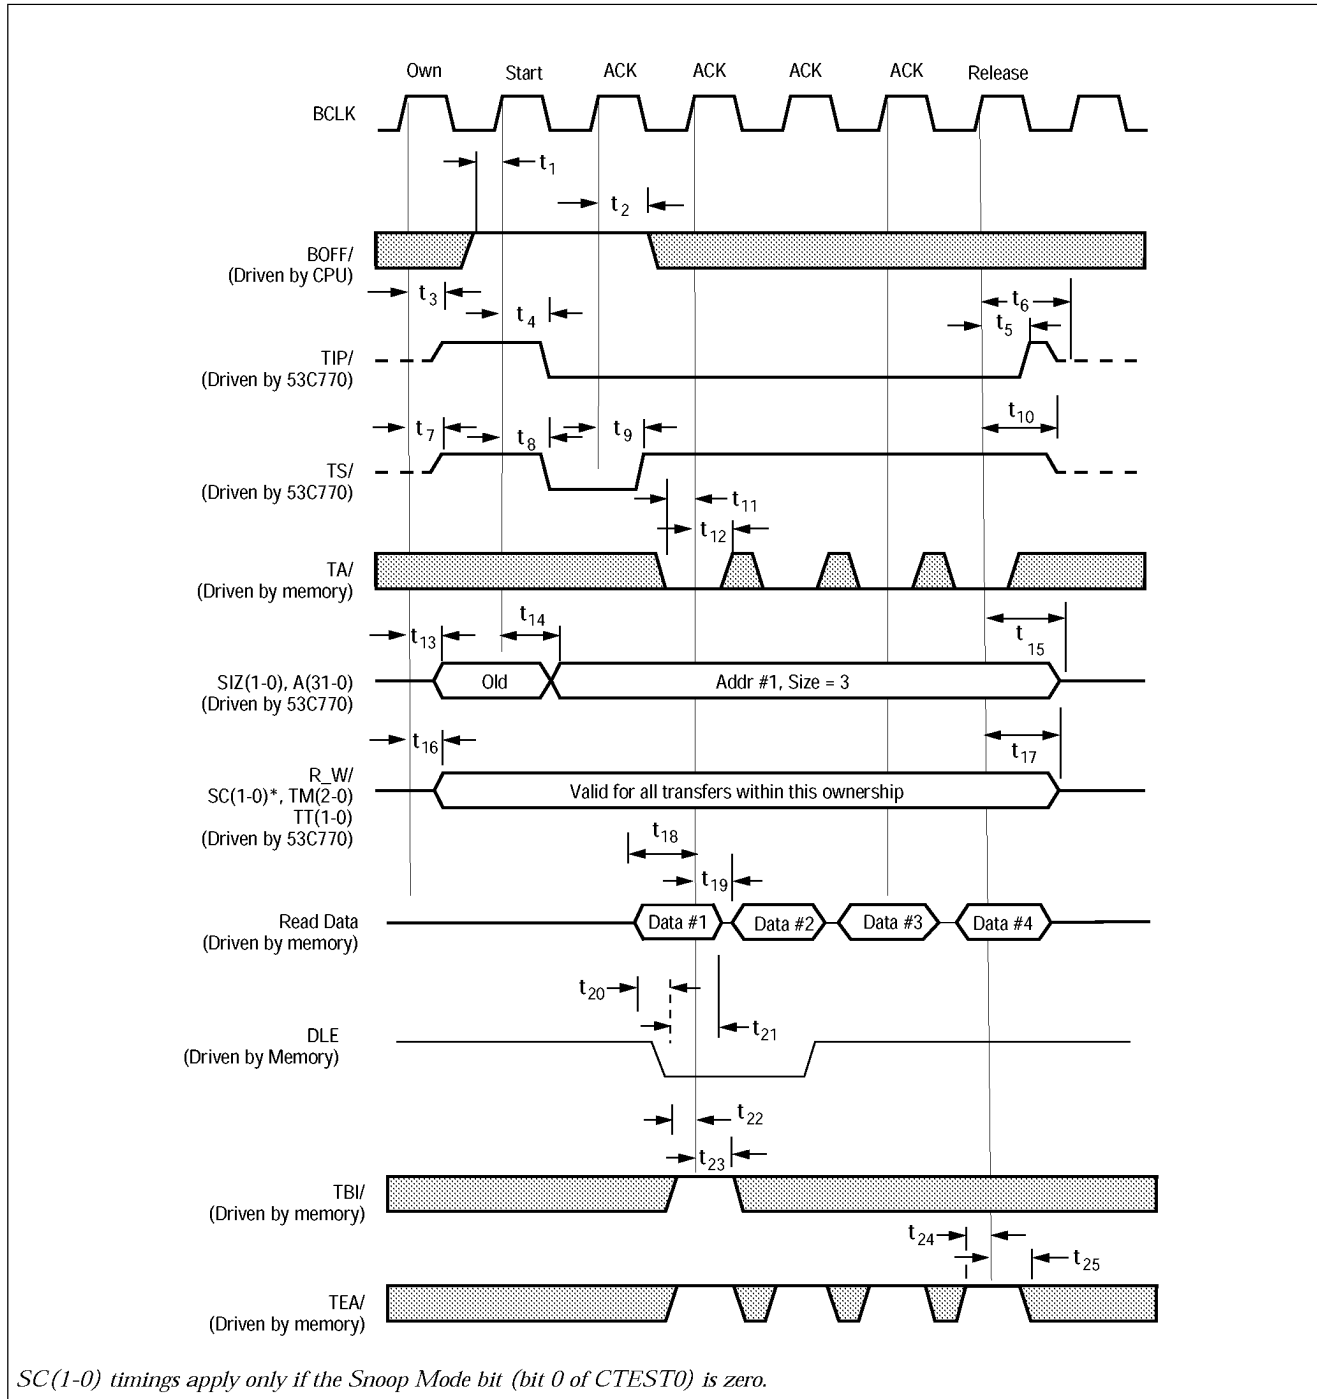 Own Start ACK ACK ACK ACK Release
BCLK
t1
t2
BOFF/
(Driven by CPU)
t3
t4
t6
t5
TIP/
(Driven by 53C770)
t7
t8
t9
t10
TS/
(Driven by 53C770)
t11
t12
TA/
(Driven by memory)
t13
t14
t15
SIZ(1-0), A(31-0)
(Driven by 53C770)
Old
Addr #1, Size = 3
t16
t17
R_W/
SC(1-0)*, TM(2-0)
TT(1-0)
(Driven by 53C770)
Valid for all transfers within this ownership
t18
t19
Read Data
(Driven by memory)
Data #1 Data #2 Data #3 Data #4
t20
t21
DLE
(Driven by Memory)
t22
t23
TBI/
(Driven by memory)
t24
t25
TEA/
(Driven by memory)
SC(1-0) timings apply only if the Snoop Mode bit (bit 0 of CTEST0) is zero.